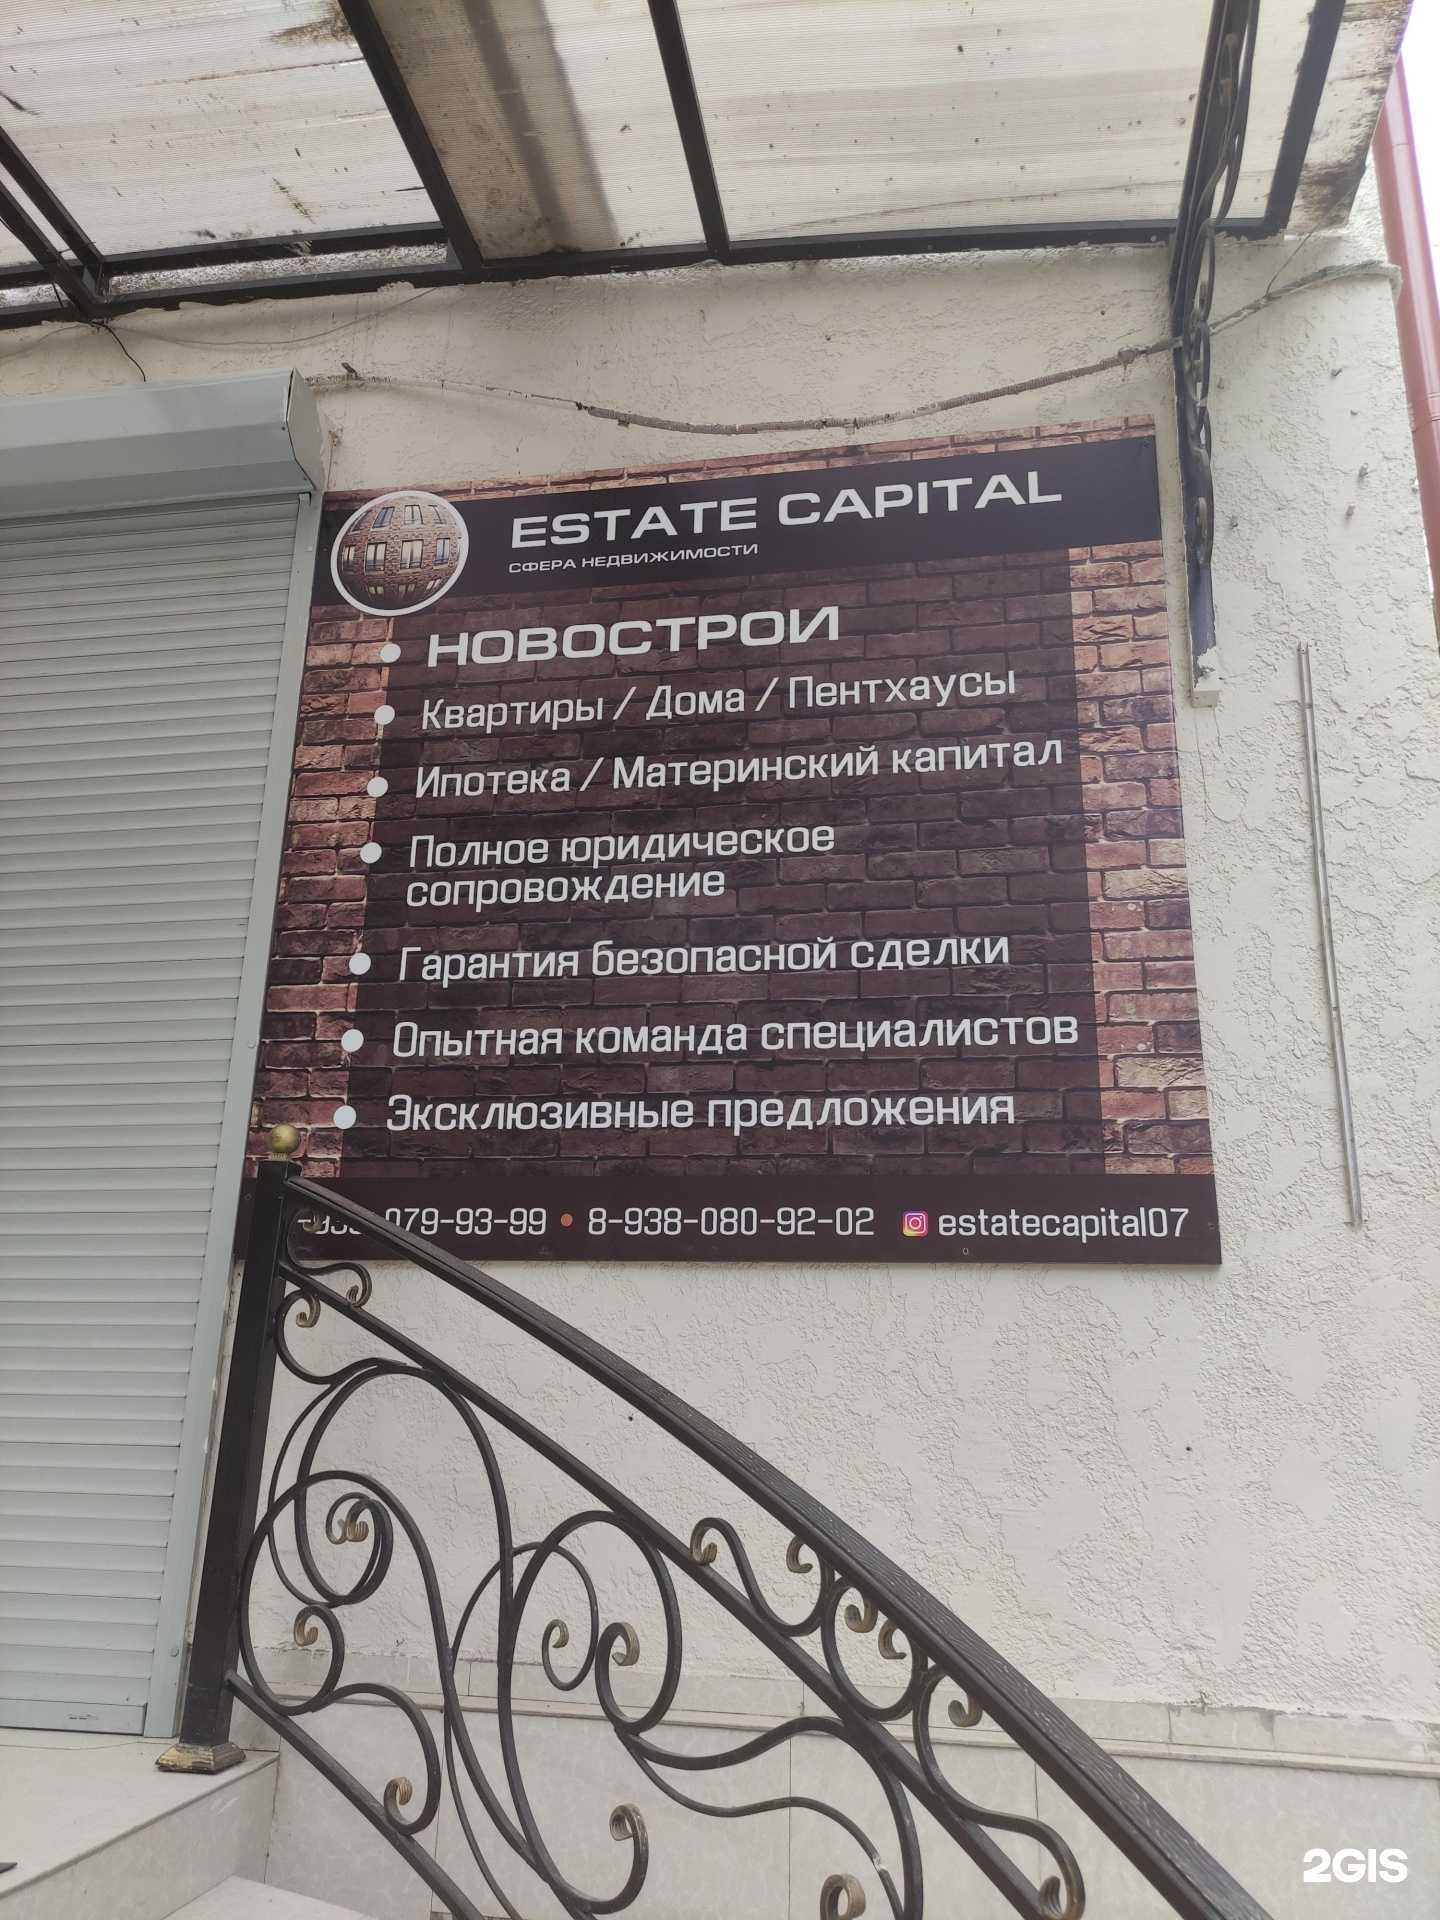 ESTATE CAPITAL
СФЕРА НЕДВИЖИМОСТИ
• НОВОСТРОИ
• Квартиры / Дома / Пентхаусы
• Ипотека / Материнский капитал
• Полное юридическое
сопровождение
• Гарантия безопасной сделки
• Опытная команда специалистов
• Эксклюзивные предложения
079-93-99 • 8-938-080-92-02 estatecapital07
2GIS